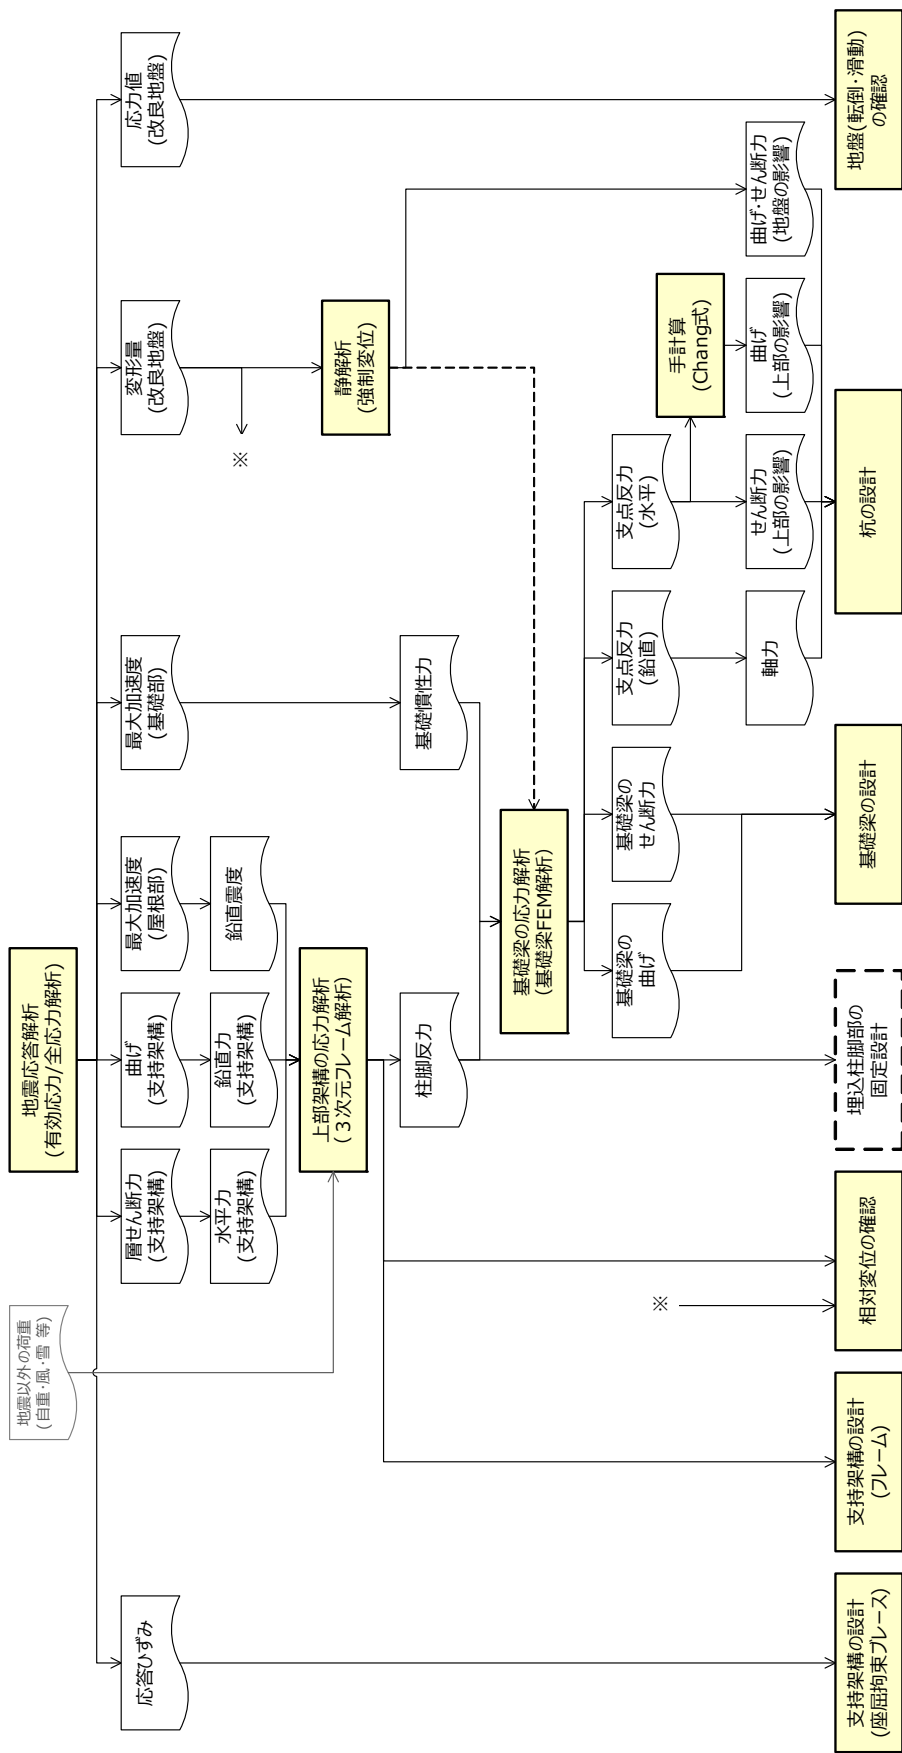 地震応答解析
(有効応力/全応力解析)
地震以外の荷重
(自重・風・雪 等)
応答ひずみ
層せん断力
(支持架構)
曲げ
(支持架構)
最大加速度
(屋根部)
最大加速度
(基礎部)
変形量
(改良地盤)
応力値
(改良地盤)
水平力
(支持架構)
鉛直力
(支持架構)
鉛直震度
※
上部架構の応力解析
(3次元フレーム解析)
静解析
(強制変位)
柱脚反力
基礎慣性力
基礎梁の応力解析
(基礎梁FEM解析)
基礎梁の
曲げ
基礎梁の
せん断力
支点反力
(鉛直)
支点反力
(水平)
手計算
(Chang式)
※
軸力
せん断力
(上部の影響)
曲げ
(上部の影響)
曲げ・せん断力
(地盤の影響)
支持架構の設計
(座屈拘束ブレース)
支持架構の設計
(フレーム)
相対変位の確認
埋込柱脚部の
固定設計
基礎梁の設計
杭の設計
地盤(転倒・滑動)
の確認